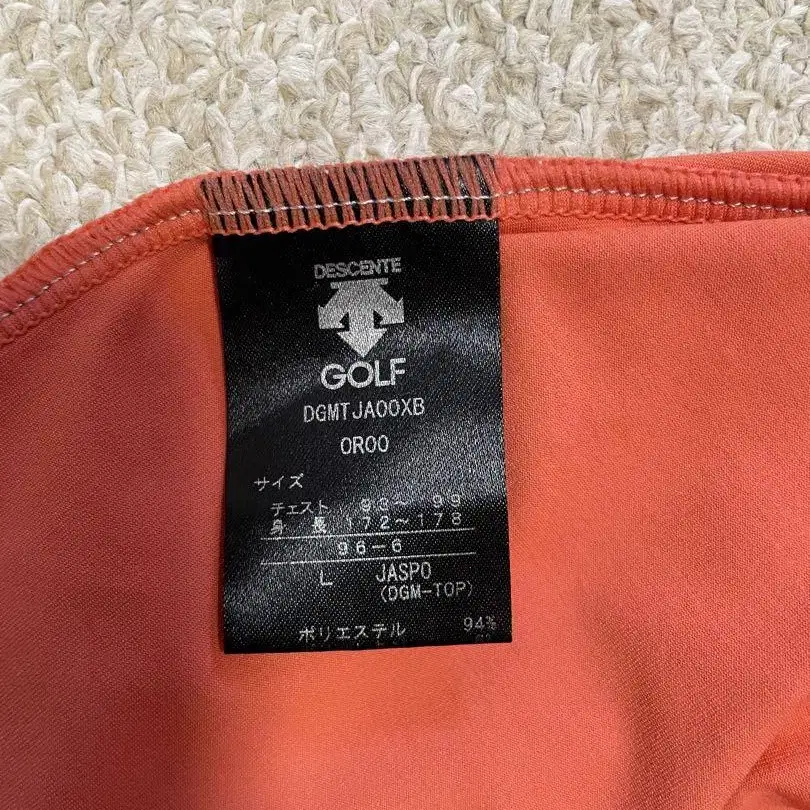 DESCENTE
GOLF
DGMTJA00XB
OR00
サイズ
チェスト 93〜99
身 長 172〜178
96-6
L JASPO
(DGM-TOP)
ポリエステル 94%